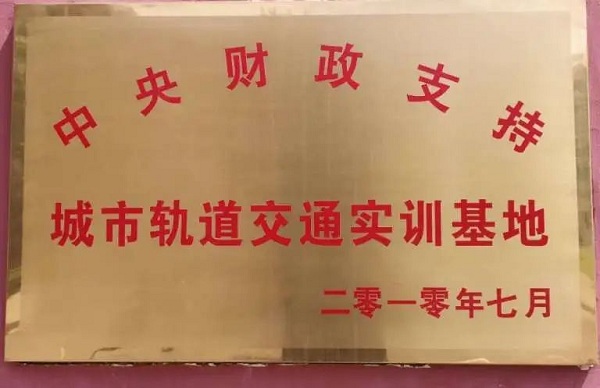 中央财政支持
城市轨道交通实训基地
二零一零年七月